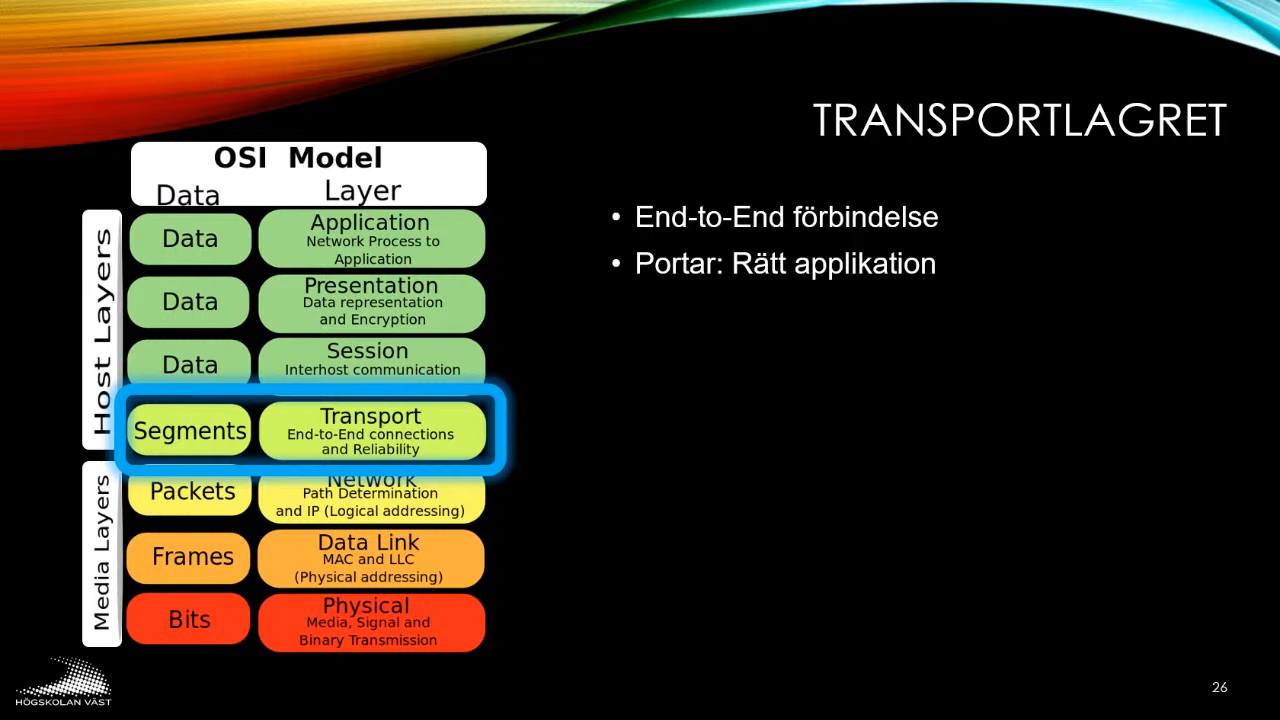 TRANSPORTLAGRET
OSI Model
Data Layer
Host Layers
Data
Application
Network Process to
Application
Data
Presentation
Data representation
and Encryption
Data
Session
Interhost communication
Segments
Transport
End-to-End connections
and Reliability
Media Layers
Packets
Network
Path Determination
and IP (Logical addressing)
Frames
Data Link
MAC and LLC
(Physical addressing)
Bits
Physical
Media, Signal and
Binary Transmission
• End-to-End förbindelse
• Portar: Rätt applikation
HÖGSKOLAN VÄST
26